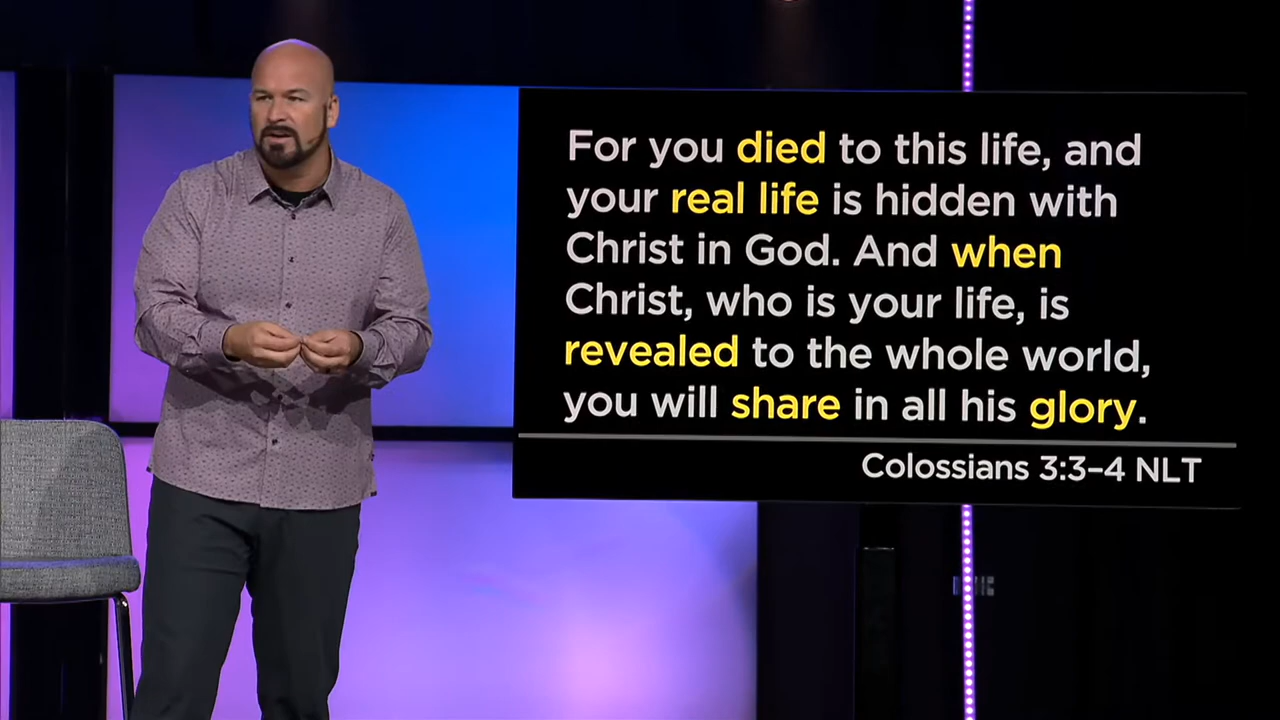 For you died to this life, and
your real life is hidden with
Christ in God. And when
Christ, who is your life, is
revealed to the whole world,
you will share in all his glory.
Colossians 3:3–4 NLT